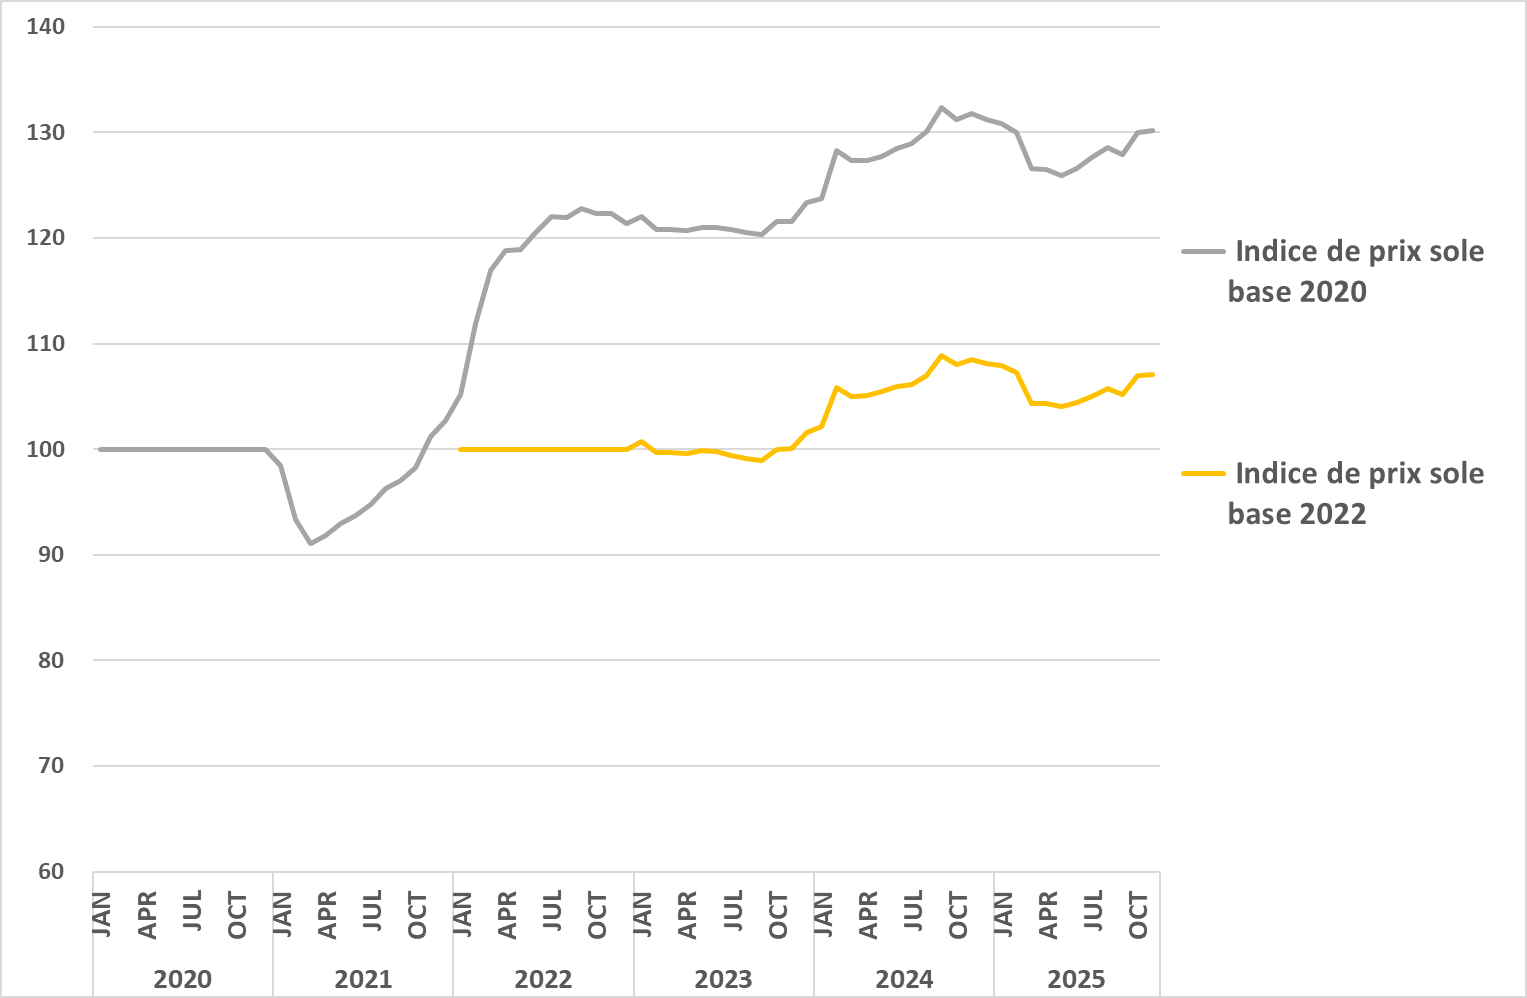 140
130
120
110
100
90
80
70
60
JAN APR JUL OCT JAN APR JUL OCT JAN APR JUL OCT JAN APR JUL OCT JAN APR JUL OCT JAN APR JUL OCT
2020 2021 2022 2023 2024 2025
Indice de prix sole
base 2020
Indice de prix sole
base 2022